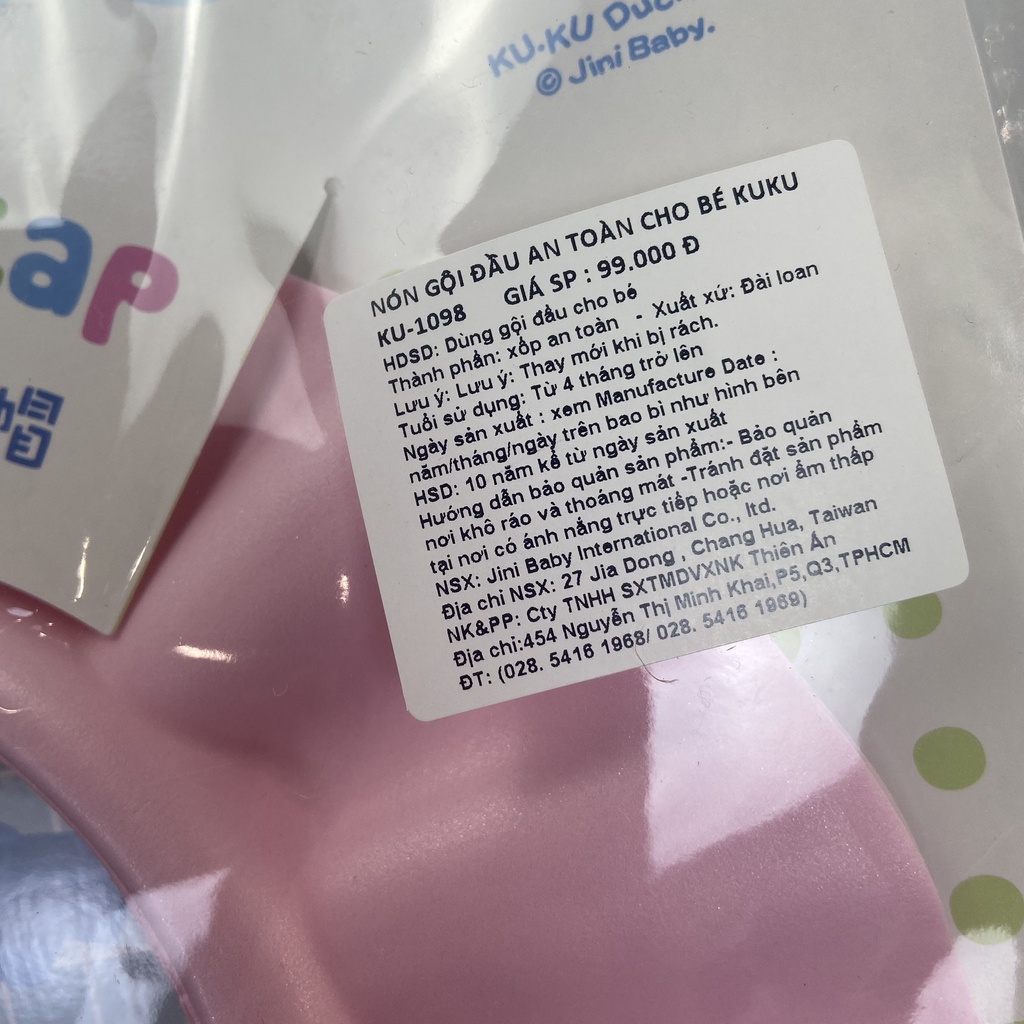 KU·KU Duc
© Jini Baby.
ap
帽
NÓN GỘI ĐẦU AN TOÀN CHO BÉ KUKU
KU-1098 GIÁ SP : 99.000 Đ
HDSD: Dùng gội đầu cho bé
Thành phần: xốp an toàn - Xuất xứ: Đài loan
Lưu ý: Lưu ý: Thay mới khi bị rách.
Tuổi sử dụng: Từ 4 tháng trở lên
Ngày sản xuất : xem Manufacture Date :
năm/tháng/ngày trên bao bì như hình bên
HSD: 10 năm kể từ ngày sản xuất
Hướng dẫn bảo quản sản phẩm:- Bảo quản
nơi khô ráo và thoáng mát -Tránh đặt sản phẩm
tại nơi có ánh nắng trực tiếp hoặc nơi ẩm thấp
NSX: Jini Baby International Co., ltd.
Địa chỉ NSX: 27 Jia Dong , Chang Hua, Taiwan
NK&PP: Cty TNHH SXTMDVXNK Thiên Ân
Địa chỉ:454 Nguyễn Thị Minh Khai,P5,Q3,TPHCM
ĐT: (028. 5416 1968/ 028. 5416 1969)